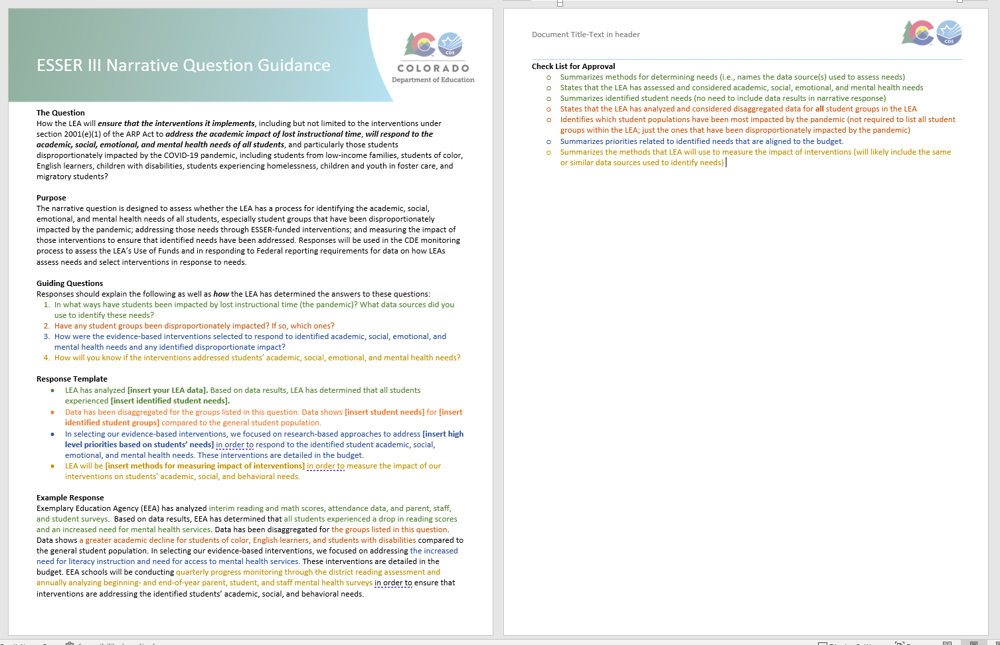 ESSER III Narrative Question Guidance
CDE
COLORADO
Department of Education
The Question
How the LEA will ensure that the interventions it implements, including but not limited to the interventions under
section 2001(e)(1) of the ARP Act to address the academic impact of lost instructional time, will respond to the
academic, social, emotional, and mental health needs of all students, and particularly those students
disproportionately impacted by the COVID-19 pandemic, including students from low-income families, students of color,
English learners, children with disabilities, students experiencing homelessness, children and youth in foster care, and
migratory students?
Purpose
The narrative question is designed to assess whether the LEA has a process for identifying the academic, social,
emotional, and mental health needs of all students, especially student groups that have been disproportionately
impacted by the pandemic; addressing those needs through ESSER-funded interventions; and measuring the impact of
those interventions to ensure that identified needs have been addressed. Responses will be used in the CDE monitoring
process to assess the LEA's Use of Funds and in responding to Federal reporting requirements for data on how LEAs
assess needs and select interventions in response to needs.
Guiding Questions
Responses should explain the following as well as how the LEA has determined the answers to these questions:
1. In what ways have students been impacted by lost instructional time (the pandemic)? What data sources did you
use to identify these needs?
2. Have any student groups been disproportionately impacted? If so, which ones?
3. How were the evidence-based interventions selected to respond to identified academic, social, emotional, and
mental health needs and any identified disproportionate impact?
4. How will you know if the interventions addressed students' academic, social, emotional, and mental health needs?
Response Template
• LEA has analyzed [insert your LEA data]. Based on data results, LEA has determined that all students
experienced [insert identified student needs].
• Data has been disaggregated for the groups listed in this question. Data shows [insert student needs] for [insert
identified student groups] compared to the general student population.
• In selecting our evidence-based interventions, we focused on research-based approaches to address [insert high
level priorities based on students' needs] in order to respond to the identified student academic, social,
emotional, and mental health needs. These interventions are detailed in the budget.
• LEA will be [insert methods for measuring impact of interventions] in order to measure the impact of our
interventions on students' academic, social, and behavioral needs.
Example Response
Exemplary Education Agency (EEA) has analyzed interim reading and math scores, attendance data, and parent, staff,
and student surveys. Based on data results, EEA has determined that all students experienced a drop in reading scores
and an increased need for mental health services. Data has been disaggregated for the groups listed in this question.
Data shows a greater academic decline for students of color, English learners, and students with disabilities compared to
the general student population. In selecting our evidence-based interventions, we focused on addressing the increased
need for literacy instruction and need for access to mental health services. These interventions are detailed in the
budget. EEA schools will be conducting quarterly progress monitoring through the district reading assessment and
annually analyzing beginning- and end-of-year parent, student, and staff mental health surveys in order to ensure that
interventions are addressing the identified students' academic, social, and behavioral needs.
Document Title-Text in header
CDE
Check List for Approval
o Summarizes methods for determining needs (i.e., names the data source(s) used to assess needs)
o States that the LEA has assessed and considered academic, social, emotional, and mental health needs
o Summarizes identified student needs (no need to include data results in narrative response)
o States that the LEA has analyzed and considered disaggregated data for all student groups in the LEA
o Identifies which student populations have been most impacted by the pandemic (not required to list all student
groups within the LEA; just the ones that have been disproportionately impacted by the pandemic)
o Summarizes priorities related to identified needs that are aligned to the budget.
o Summarizes the methods that LEA will use to measure the impact of interventions (will likely include the same
or similar data sources used to identify needs)